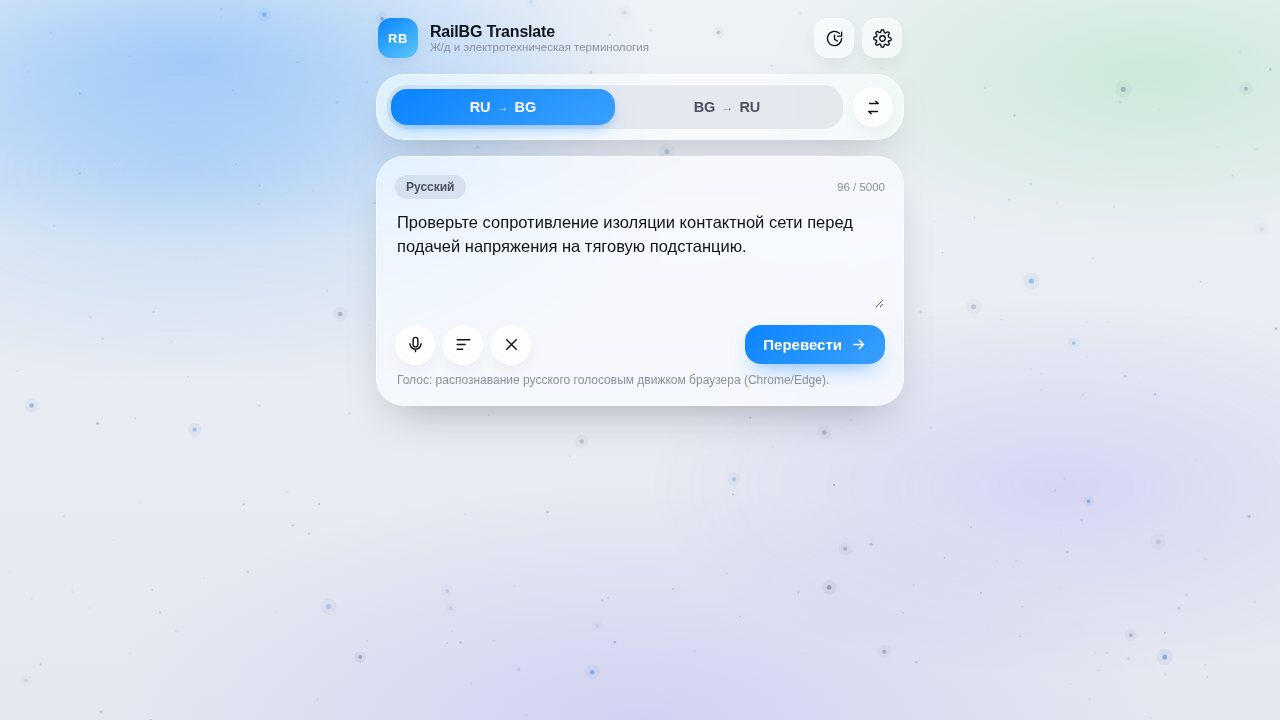 RB
RailBG Translate
Ж/д и электротехническая терминология
RU → BG
BG → RU
Русский
96 / 5000
Проверьте сопротивление изоляции контактной сети перед
подачей напряжения на тяговую подстанцию.
Перевести →
Голос: распознавание русского голосовым движком браузера (Chrome/Edge).